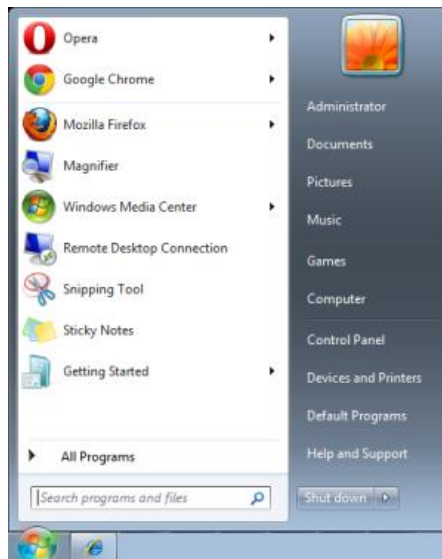 Opera
Google Chrome
Mozilla Firefox
Magnifier
Windows Media Center
Remote Desktop Connection
Snipping Tool
Sticky Notes
Getting Started
All Programs
Search programs and files
Administrator
Documents
Pictures
Music
Games
Computer
Control Panel
Devices and Printers
Default Programs
Help and Support
Shut down